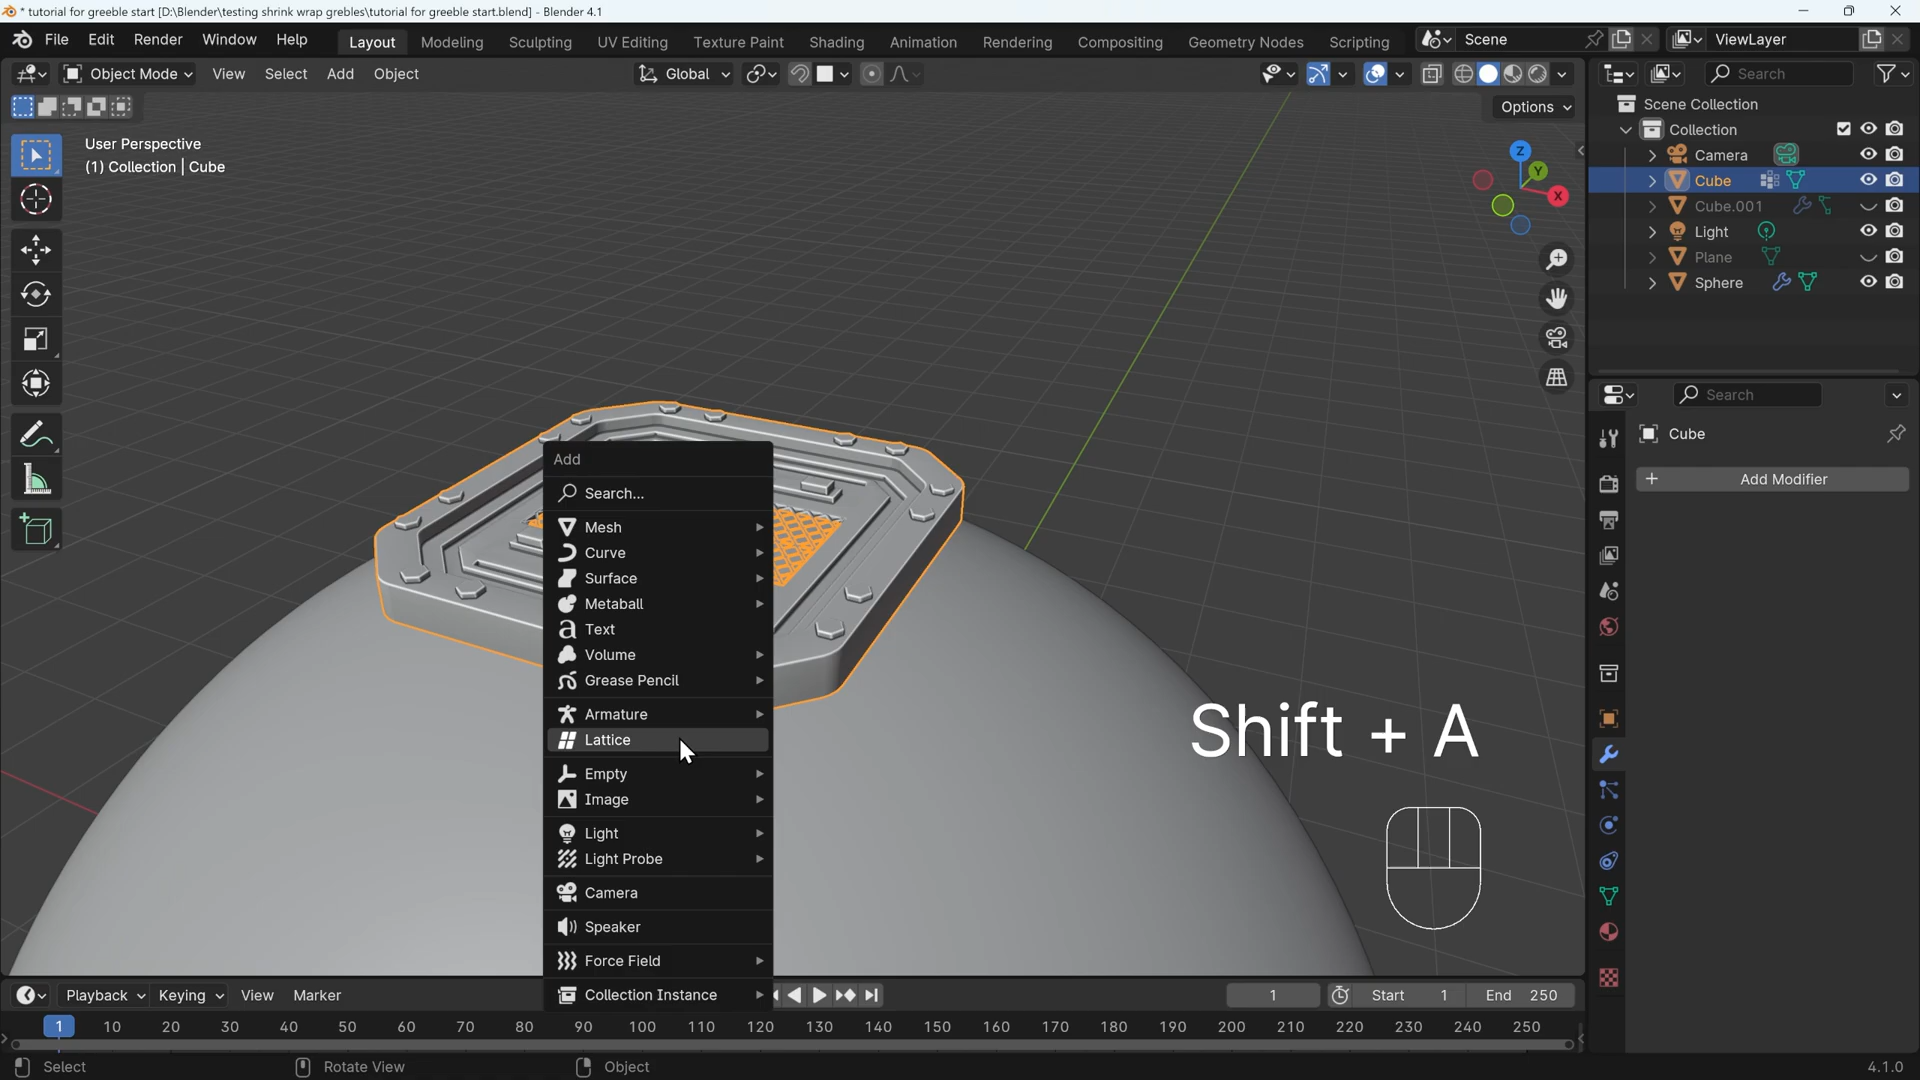 * tutorial for greeble start [D:\Blender\testing shrink wrap grebles\tutorial for greeble start.blend] - Blender 4.1
File Edit Render Window Help Layout Modeling Sculpting UV Editing Texture Paint Shading Animation Rendering Compositing Geometry Nodes Scripting Scene ViewLayer
Object Mode View Select Add Object Global Search
Options
User Perspective
(1) Collection | Cube
Z
Y
X
Scene Collection
Collection
Camera
Cube
Cube.001
Light
Plane
Sphere
Search
Cube
Add Modifier
Add
Search...
Mesh
Curve
Surface
Metaball
Text
Volume
Grease Pencil
Armature
Lattice
Empty
Image
Light
Light Probe
Camera
Speaker
Force Field
Collection Instance
Shift + A
Playback Keying View Marker 1 Start 1 End 250
1 10 20 30 40 50 60 70 80 90 100 110 120 130 140 150 160 170 180 190 200 210 220 230 240 250
Select Rotate View Object 4.1.0